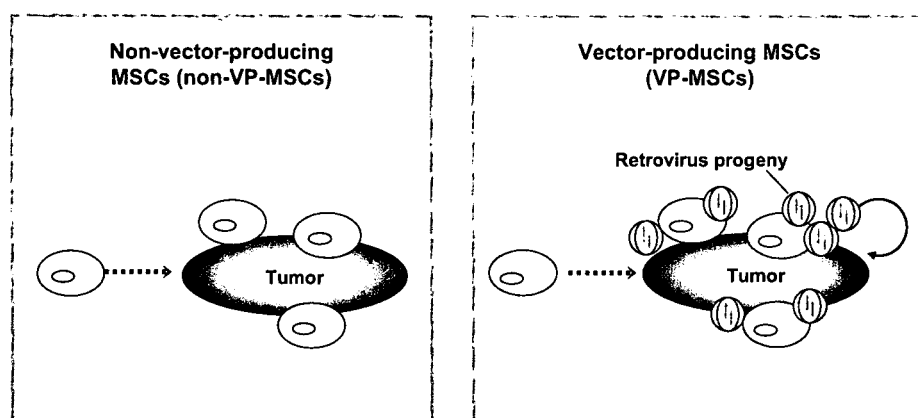 Non-vector-producing
MSCs (non-VP-MSCs)
Tumor
Vector-producing MSCs
(VP-MSCs)
Retrovirus progeny
Tumor